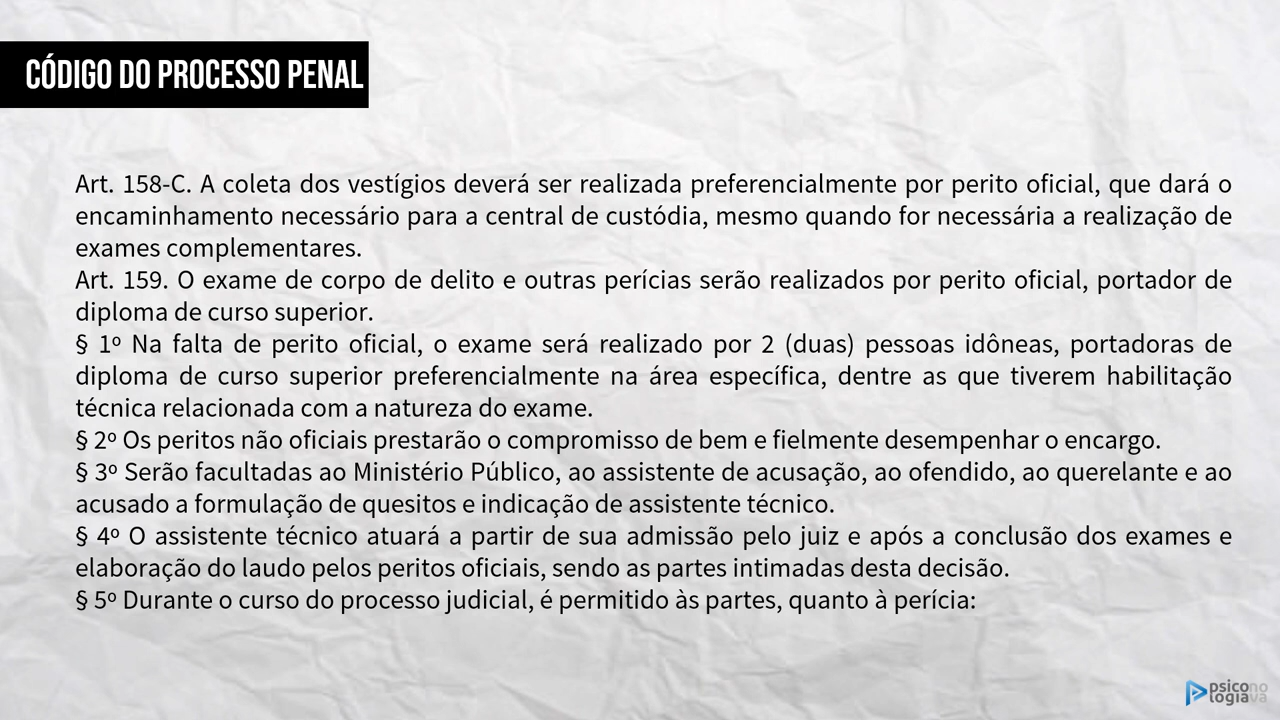 CÓDIGO DO PROCESSO PENAL
Art. 158-C. A coleta dos vestígios deverá ser realizada preferencialmente por perito oficial, que dará o
encaminhamento necessário para a central de custódia, mesmo quando for necessária a realização de
exames complementares.
Art. 159. O exame de corpo de delito e outras perícias serão realizados por perito oficial, portador de
diploma de curso superior.
§ 1º Na falta de perito oficial, o exame será realizado por 2 (duas) pessoas idôneas, portadoras de
diploma de curso superior preferencialmente na área específica, dentre as que tiverem habilitação
técnica relacionada com a natureza do exame.
§ 2º Os peritos não oficiais prestarão o compromisso de bem e fielmente desempenhar o encargo.
§ 3º Serão facultadas ao Ministério Público, ao assistente de acusação, ao ofendido, ao querelante e ao
acusado a formulação de quesitos e indicação de assistente técnico.
§ 4º O assistente técnico atuará a partir de sua admissão pelo juiz e após a conclusão dos exames e
elaboração do laudo pelos peritos oficiais, sendo as partes intimadas desta decisão.
§ 5º Durante o curso do processo judicial, é permitido às partes, quanto à perícia:
psicono
logiava